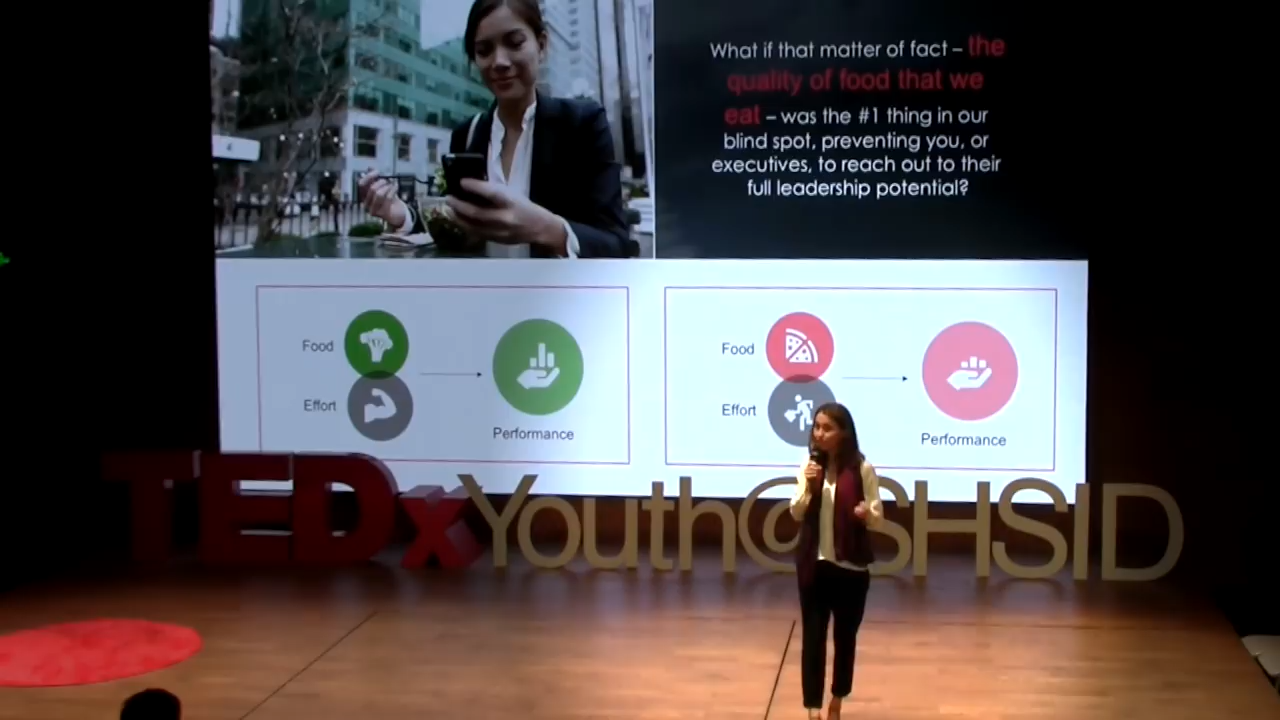 What if that matter of fact – the
quality of food that we
eat – was the #1 thing in our
blind spot, preventing you, or
executives, to reach out to their
full leadership potential?
Food
Effort
Performance
Food
Effort
Performance
TEDxYouth@SHSID